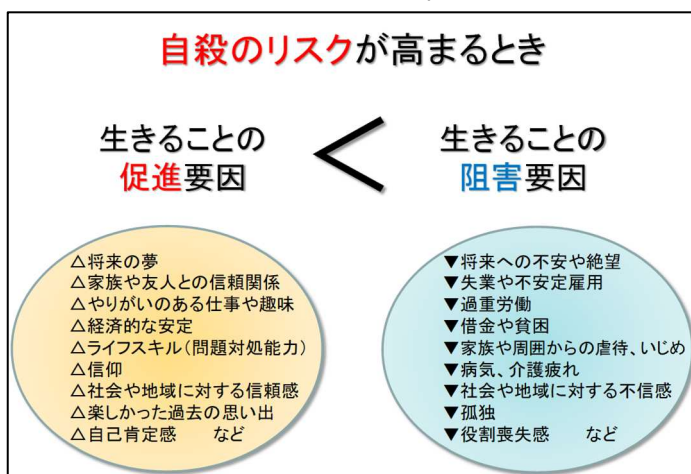 自殺のリスクが高まるとき
生きることの
促進要因
<
生きることの
阻害要因
△将来の夢
△家族や友人との信頼関係
△やりがいのある仕事や趣味
△経済的な安定
△ライフスキル(問題対処能力)
△信仰
△社会や地域に対する信頼感
△楽しかった過去の思い出
△自己肯定感　など
▼将来への不安や絶望
▼失業や不安定雇用
▼過重労働
▼借金や貧困
▼家族や周囲からの虐待、いじめ
▼病気、介護疲れ
▼社会や地域に対する不信感
▼孤独
▼役割喪失感　など